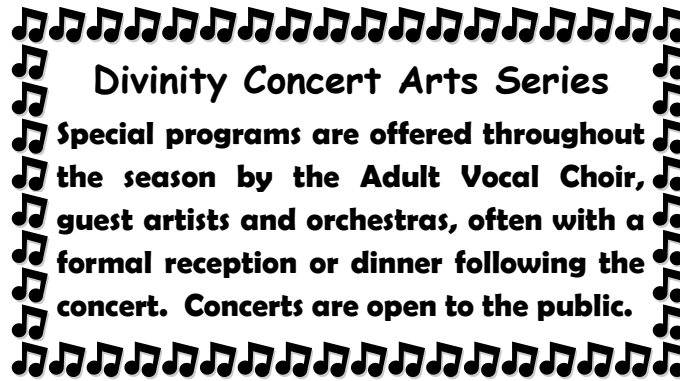 Divinity Concert Arts Series
Special programs are offered throughout
the season by the Adult Vocal Choir,
guest artists and orchestras, often with a
formal reception or dinner following the
concert.  Concerts are open to the public.